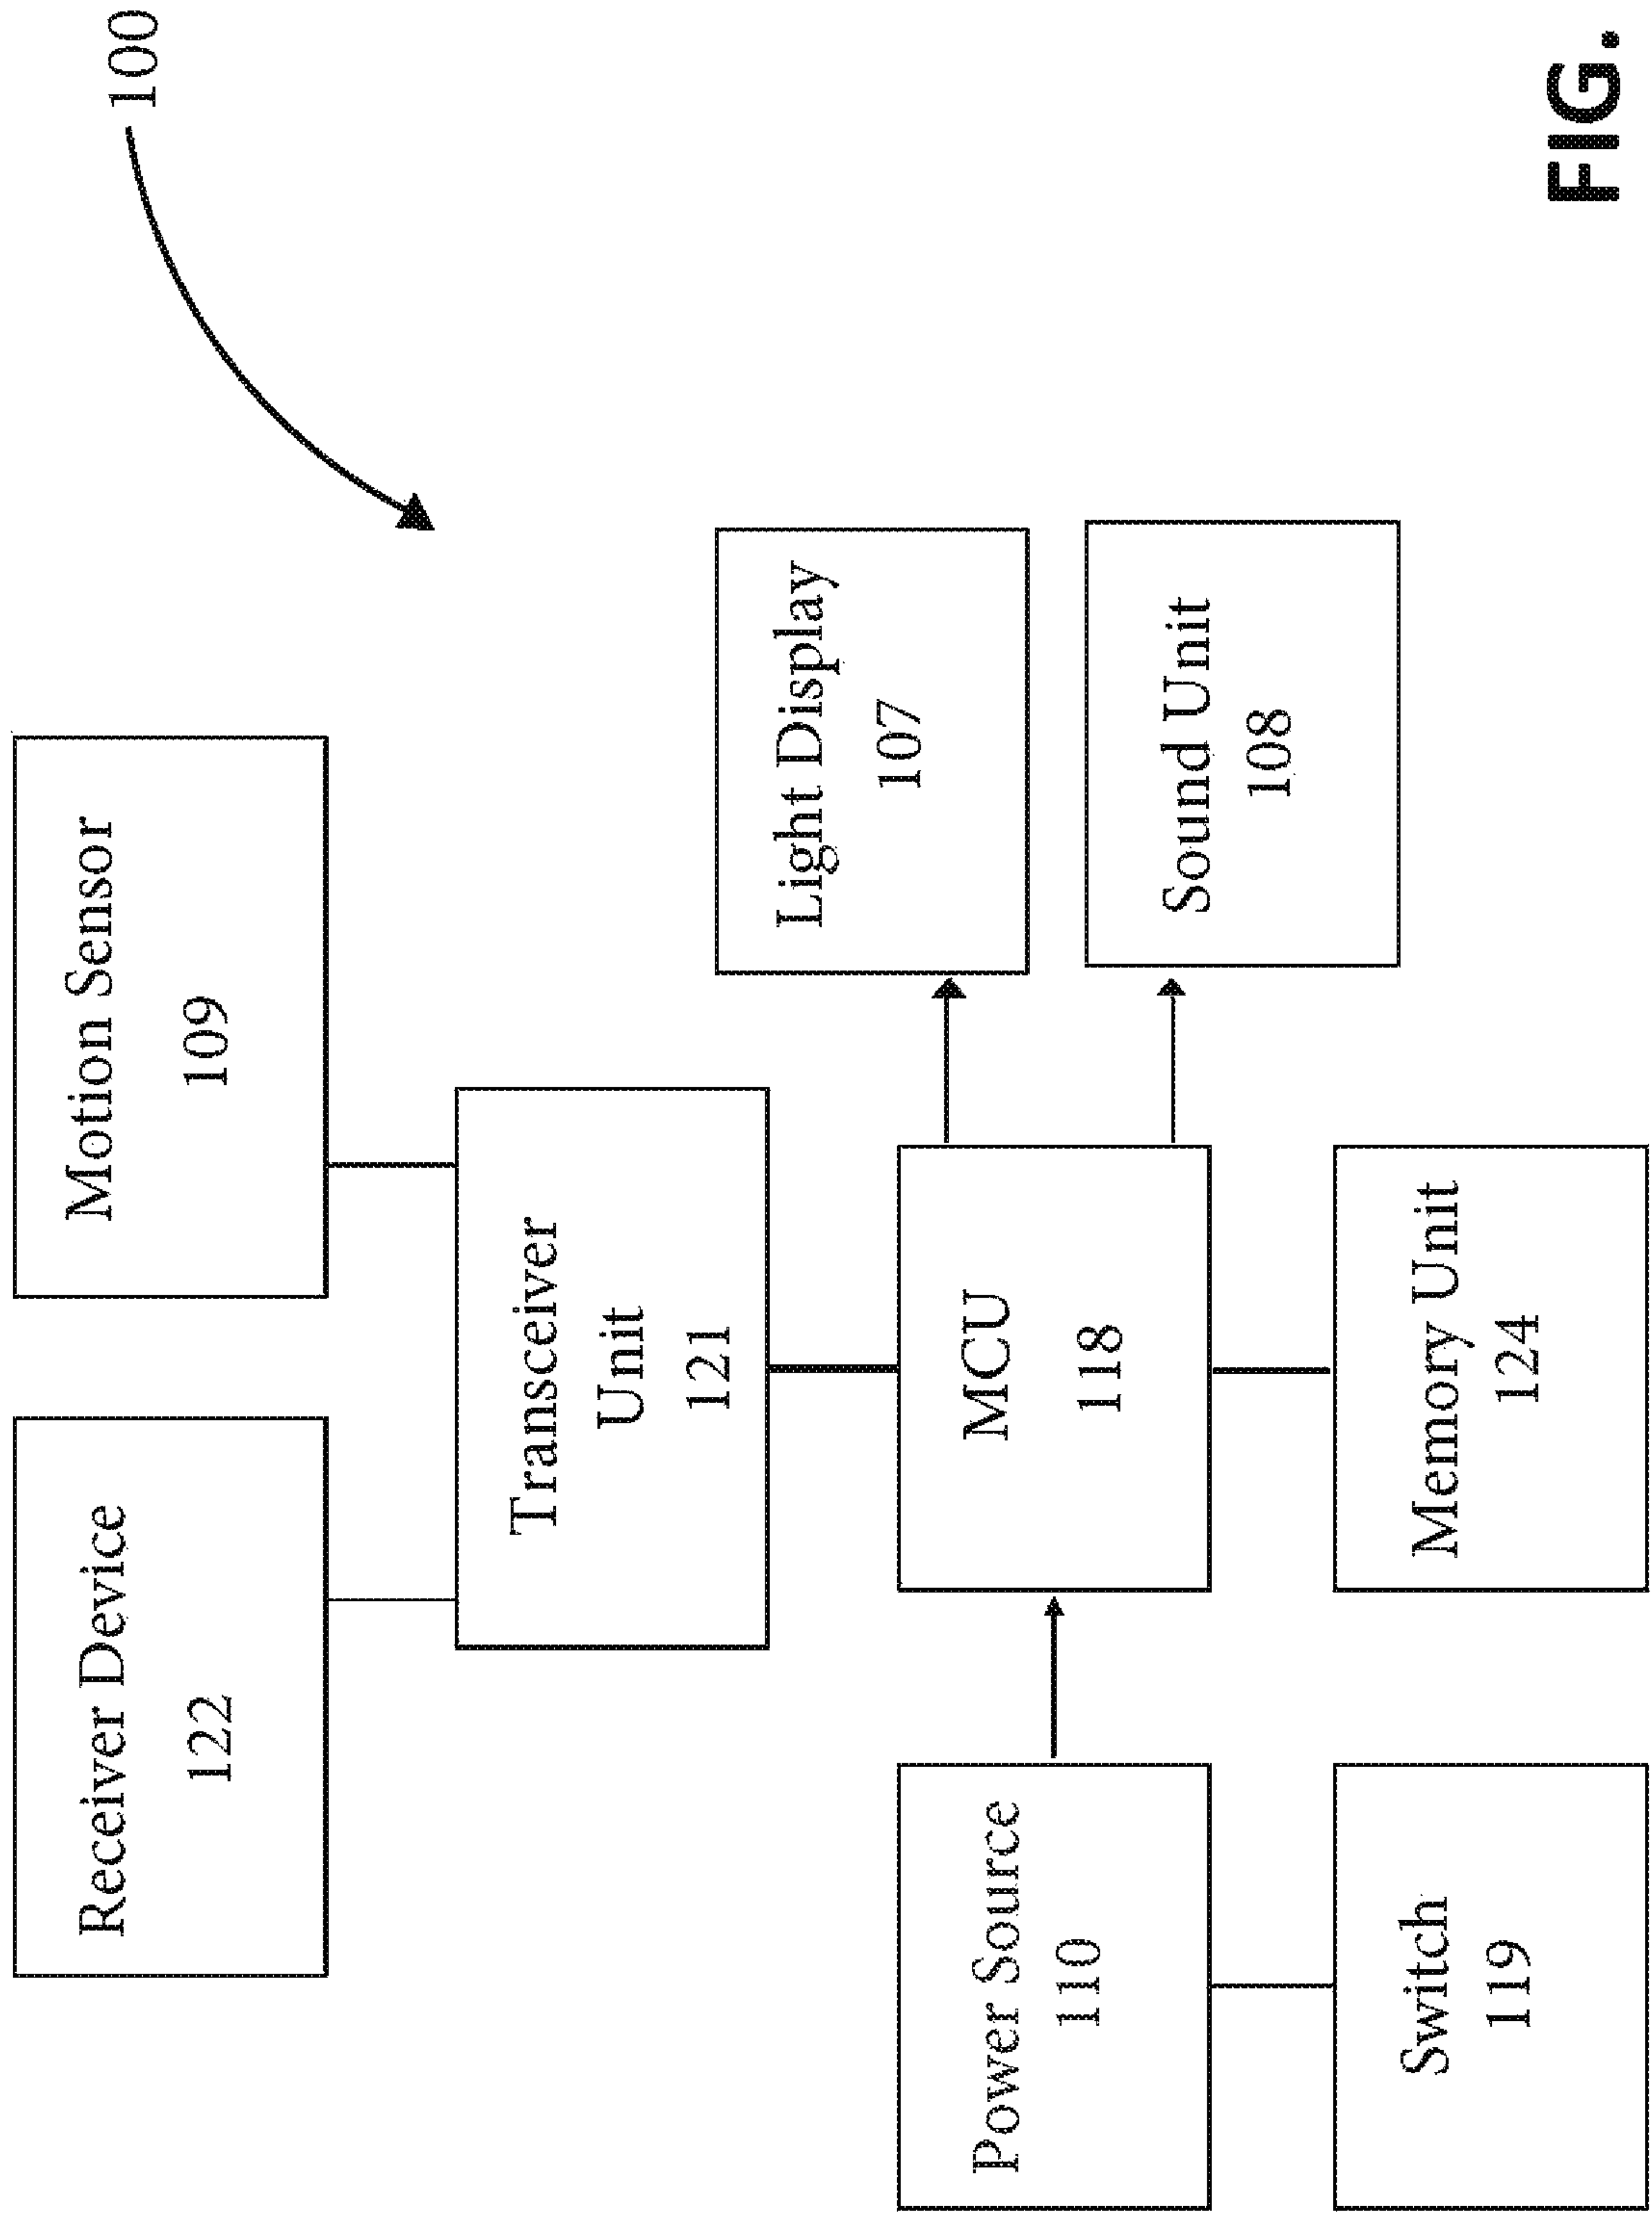 100
Receiver Device
122
Motion Sensor
109
Transceiver
Unit
121
Light Display
107
Power Source
110
MCU
118
Sound Unit
108
Switch
119
Memory Unit
124
FIG.